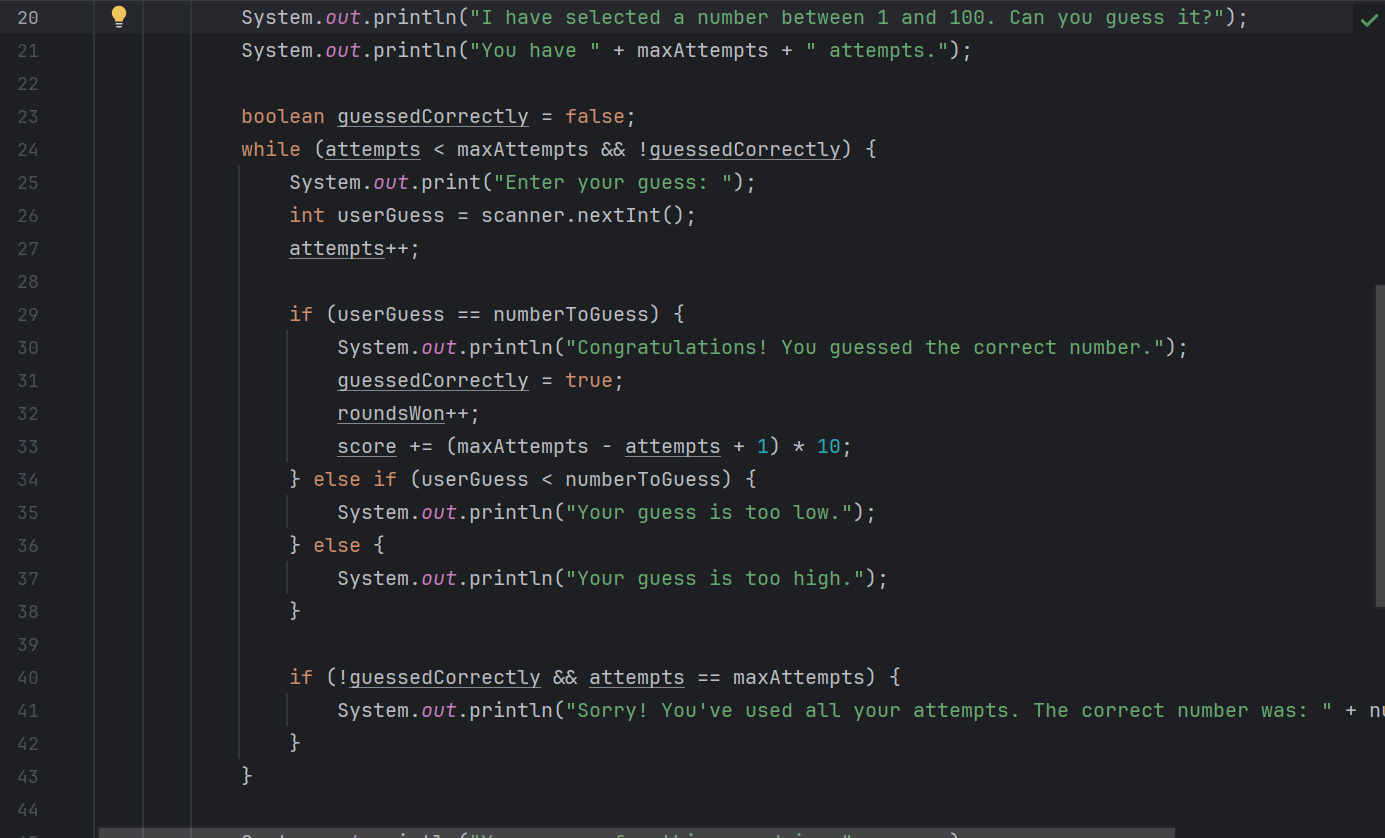 20 System.out.println("I have selected a number between 1 and 100. Can you guess it?");
21 System.out.println("You have " + maxAttempts + " attempts.");
22
23 boolean guessedCorrectly = false;
24 while (attempts < maxAttempts && !guessedCorrectly) {
25 System.out.print("Enter your guess: ");
26 int userGuess = scanner.nextInt();
27 attempts++;
28
29 if (userGuess == numberToGuess) {
30 System.out.println("Congratulations! You guessed the correct number.");
31 guessedCorrectly = true;
32 roundsWon++;
33 score += (maxAttempts - attempts + 1) * 10;
34 } else if (userGuess < numberToGuess) {
35 System.out.println("Your guess is too low.");
36 } else {
37 System.out.println("Your guess is too high.");
38 }
39
40 if (!guessedCorrectly && attempts == maxAttempts) {
41 System.out.println("Sorry! You've used all your attempts. The correct number was: " + nu
42 }
43 }
44